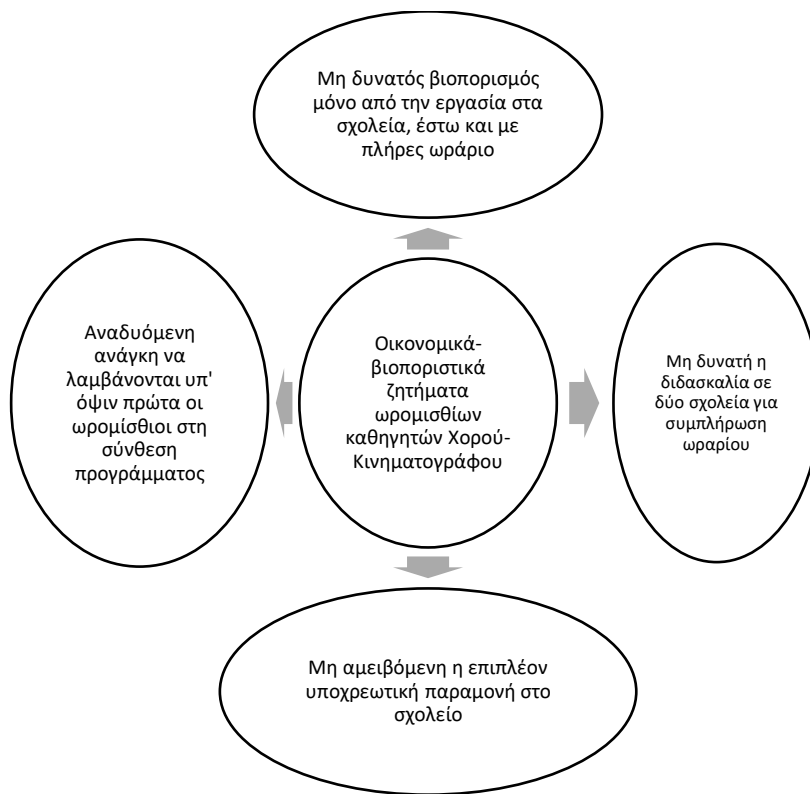 Μη δυνατός βιοπορισμός
μόνο από την εργασία στα
σχολεία, έστω και με
πλήρες ωράριο
Αναδυόμενη
ανάγκη να
λαμβάνονται υπ'
όψιν πρώτα οι
ωρομίσθιοι στη
σύνθεση
προγράμματος
Οικονομικά-
βιοποριστικά
ζητήματα
ωρομισθίων
καθηγητών Χορού-
Κινηματογράφου
Μη δυνατή η
διδασκαλία σε
δύο σχολεία για
συμπλήρωση
ωραρίου
Μη αμειβόμενη η επιπλέον
υποχρεωτική παραμονή στο
σχολείο